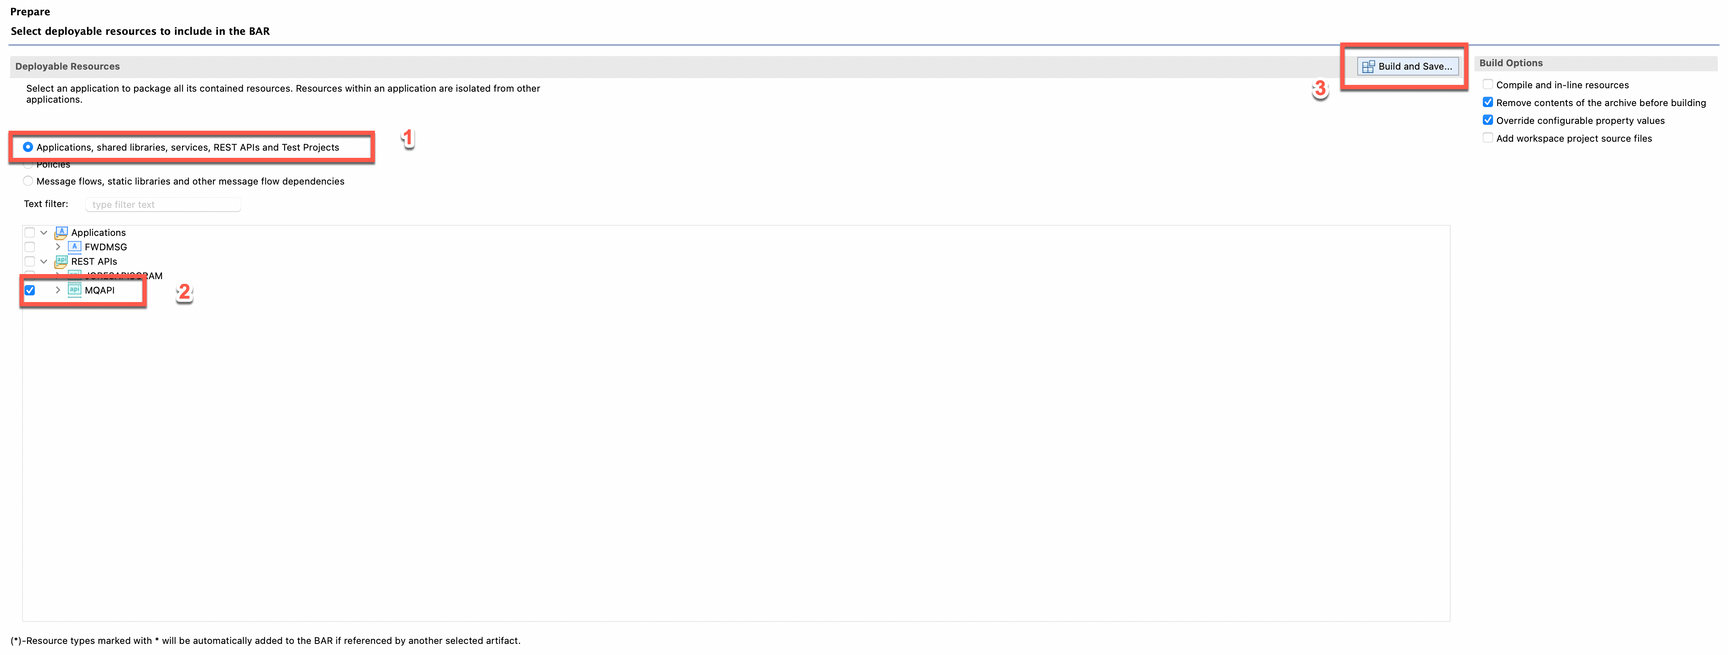 Prepare
Select deployable resources to include in the BAR
Deployable Resources
Build and Save...
Build Options
Select an application to package all its contained resources. Resources within an application are isolated from other
applications.
Compile and in-line resources
Remove contents of the archive before building
Override configurable property values
Add workspace project source files
3
1
Applications, shared libraries, services, REST APIs and Test Projects
Policies
Message flows, static libraries and other message flow dependencies
Text filter:
type filter text
Applications
FWDMSG
REST APIs
MQAPI
2
(*)-Resource types marked with * will be automatically added to the BAR if referenced by another selected artifact.